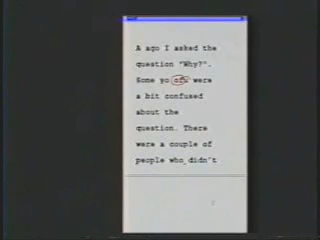 A ago I asked the
question "Why?".
Some yo ofu were
a bit confused
about the
question. There
were a couple of
people who didn't